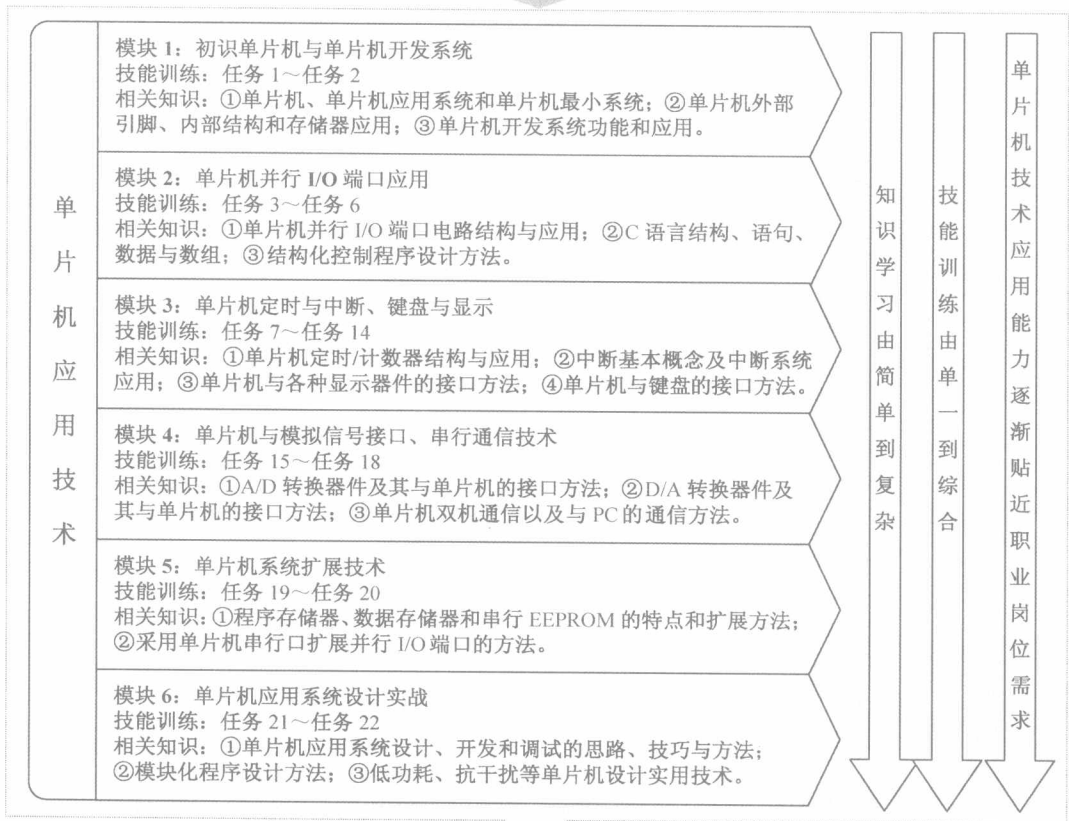 单片机应用技术
模块 1：初识单片机与单片机开发系统
技能训练：任务 1～任务 2
相关知识：①单片机、单片机应用系统和单片机最小系统；②单片机外部
引脚、内部结构和存储器应用；③单片机开发系统功能和应用。
模块 2：单片机并行 I/O 端口应用
技能训练：任务 3～任务 6
相关知识：①单片机并行 I/O 端口电路结构与应用；②C 语言结构、语句、
数据与数组；③结构化控制程序设计方法。
模块 3：单片机定时与中断、键盘与显示
技能训练：任务 7～任务 14
相关知识：①单片机定时/计数器结构与应用；②中断基本概念及中断系统
应用；③单片机与各种显示器件的接口方法；④单片机与键盘的接口方法。
模块 4：单片机与模拟信号接口、串行通信技术
技能训练：任务 15～任务 18
相关知识：①A/D 转换器件及其与单片机的接口方法；②D/A 转换器件及
其与单片机的接口方法；③单片机双机通信以及与 PC 的通信方法。
模块 5：单片机系统扩展技术
技能训练：任务 19～任务 20
相关知识：①程序存储器、数据存储器和串行 EEPROM 的特点和扩展方法；
②采用单片机串行口扩展并行 I/O 端口的方法。
模块 6：单片机应用系统设计实战
技能训练：任务 21～任务 22
相关知识：①单片机应用系统设计、开发和调试的思路、技巧与方法；
②模块化程序设计方法；③低功耗、抗干扰等单片机设计实用技术。
知识学习由简单到复杂
技能训练由单一到综合
单片机技术应用能力逐渐贴近职业岗位需求